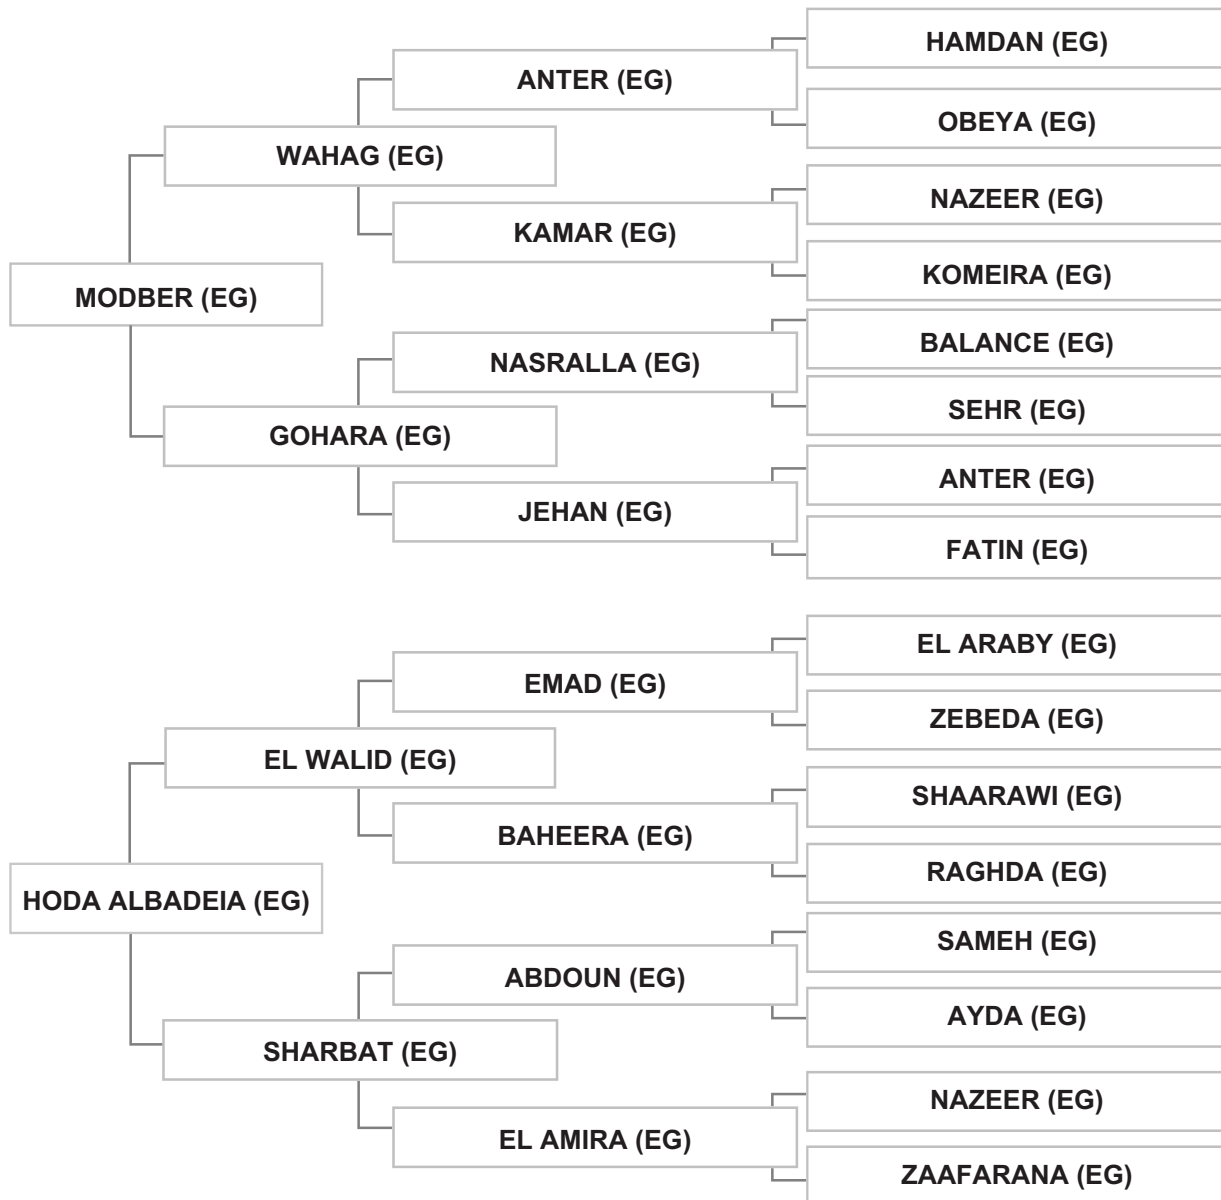 HAMDAN (EG)
ANTER (EG)
OBEYA (EG)
WAHAG (EG)
NAZEER (EG)
KAMAR (EG)
KOMEIRA (EG)
MODBER (EG)
BALANCE (EG)
NASRALLA (EG)
SEHR (EG)
GOHARA (EG)
ANTER (EG)
JEHAN (EG)
FATIN (EG)
EL ARABY (EG)
EMAD (EG)
ZEBEDA (EG)
EL WALID (EG)
SHAARAWI (EG)
BAHEERA (EG)
RAGHDA (EG)
HODA ALBADEIA (EG)
SAMEH (EG)
ABDOUN (EG)
AYDA (EG)
SHARBAT (EG)
NAZEER (EG)
EL AMIRA (EG)
ZAAFARANA (EG)